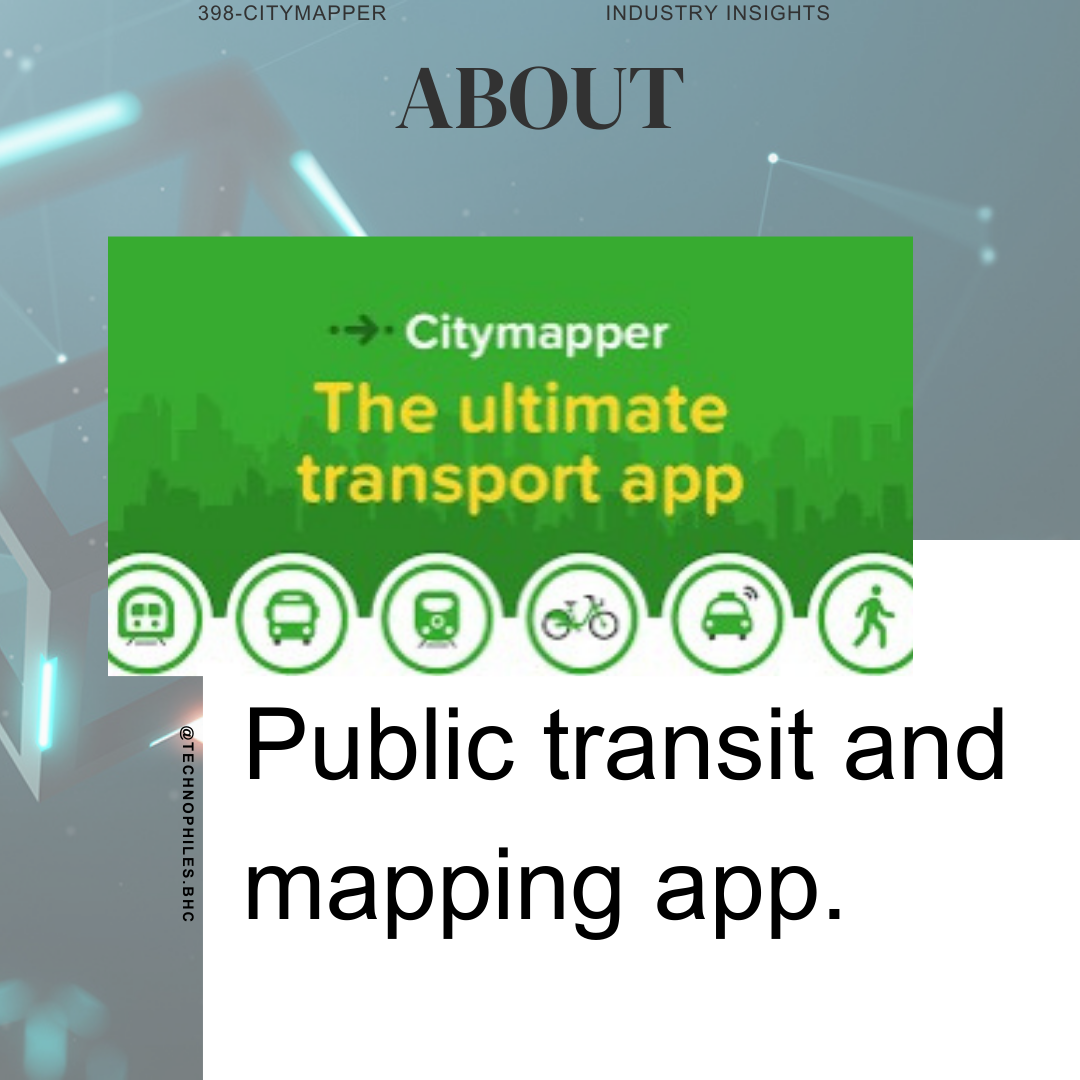 398-CITYMAPPER
INDUSTRY INSIGHTS
ABOUT
Citymapper
The ultimate
transport app
Public transit and
mapping app.
@TECHNOPHILES.BHC